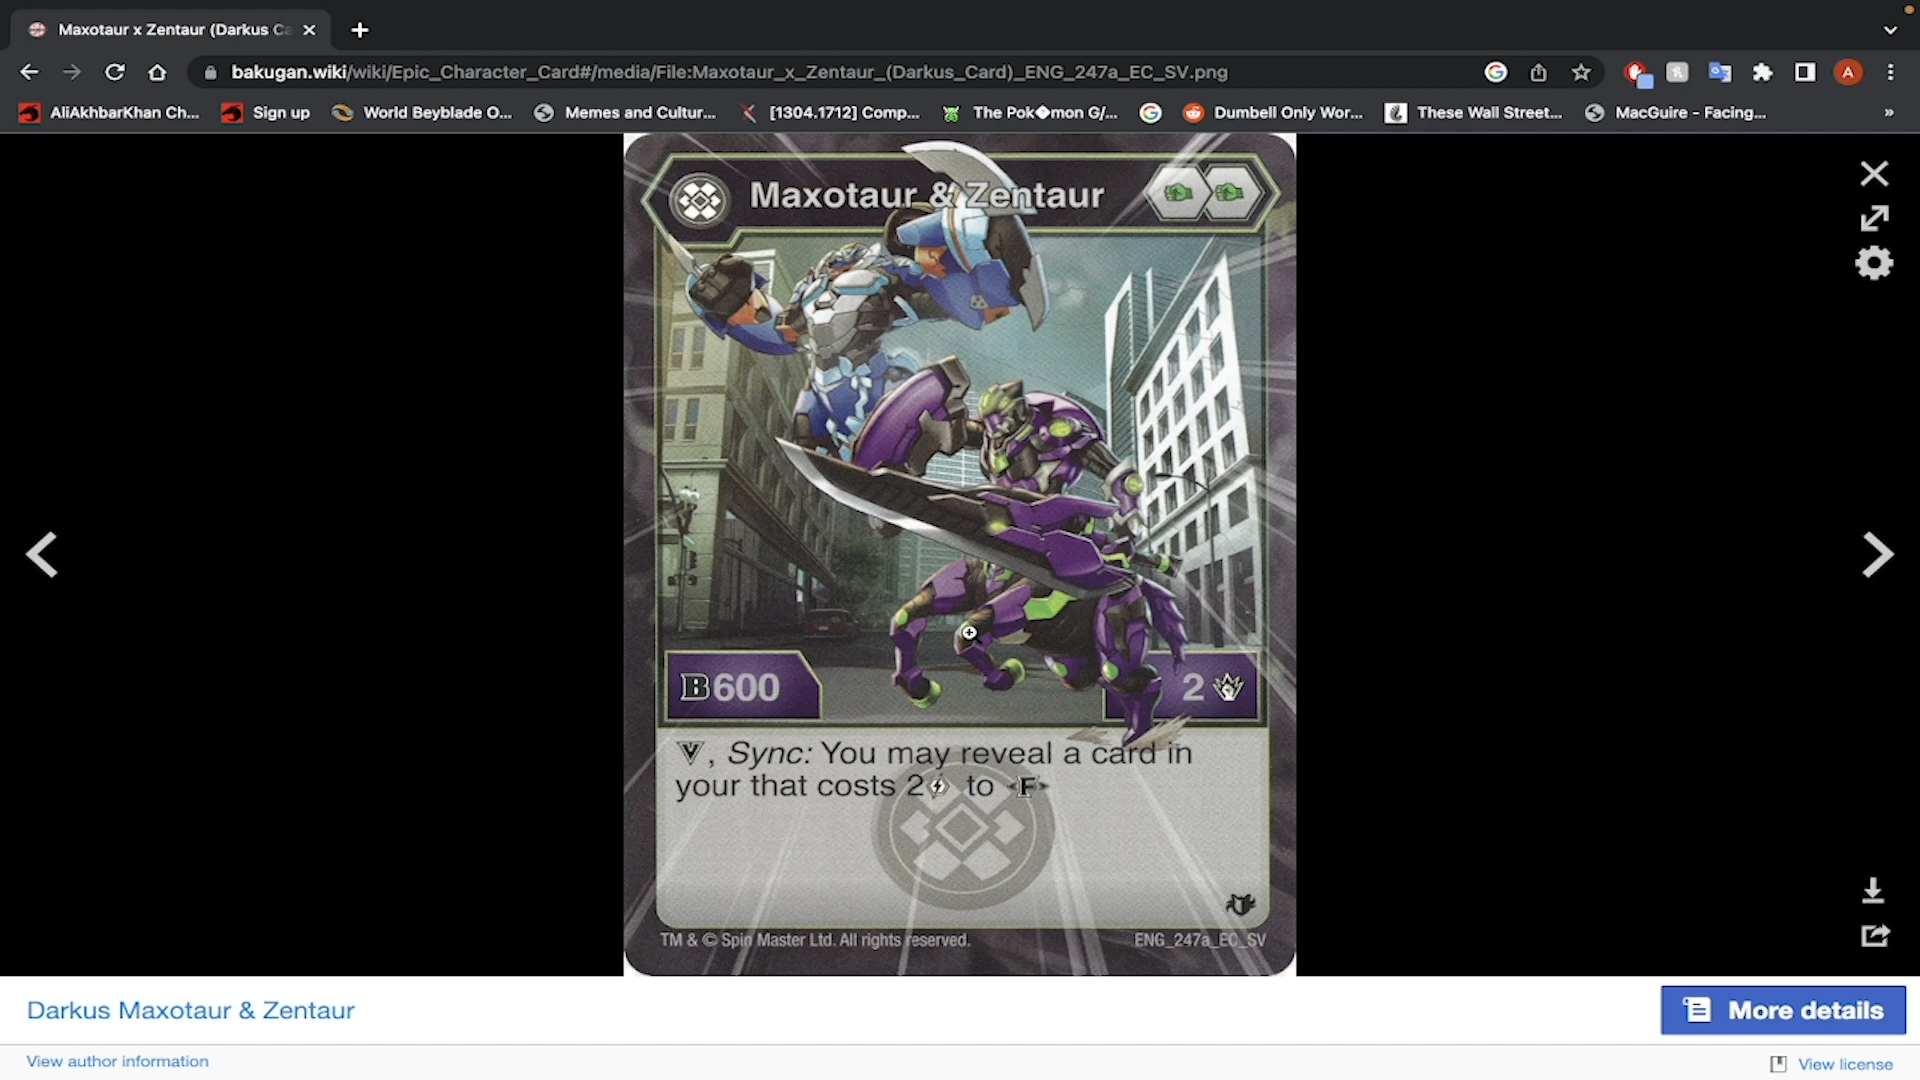 Maxotaur x Zentaur (Darkus Ca
bakugan.wiki/wiki/Epic_Character_Card#/media/File:Maxotaur_x_Zentaur_(Darkus_Card)_ENG_247a_EC_SV.png
A
AliAkhbarKhan Ch...
Sign up
World Beyblade O...
Memes and Cultur...
[1304.1712] Comp...
The Pok�mon G/...
Dumbell Only Wor...
These Wall Street...
MacGuire - Facing...
»
Maxotaur & Zentaur
B600
2
V, Sync: You may reveal a card in
your that costs 2 to F
TM & © Spin Master Ltd. All rights reserved.
ENG_247a_EC_SV
Darkus Maxotaur & Zentaur
More details
View author information
View license